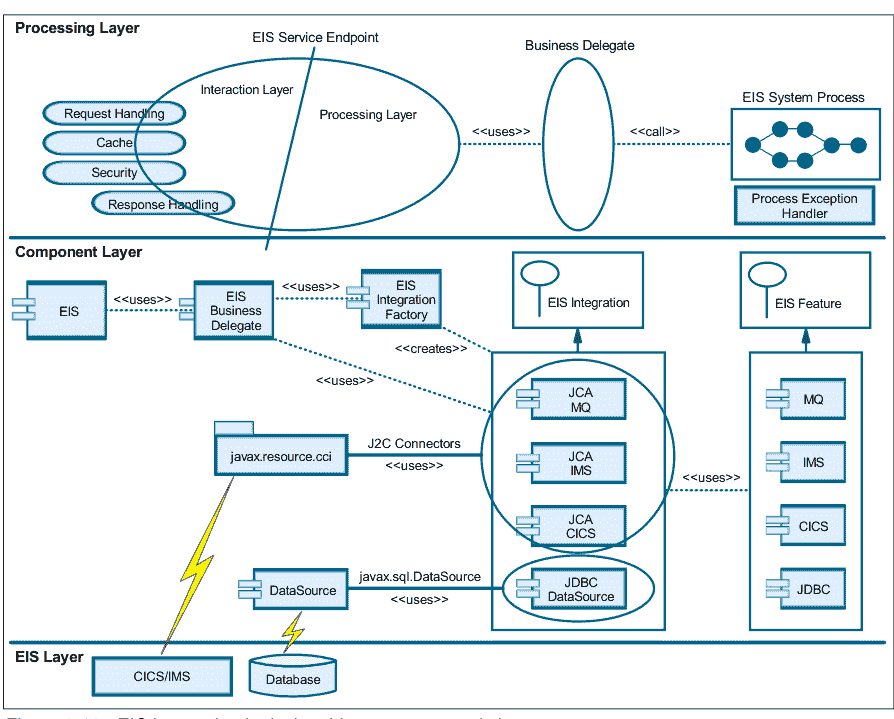 Processing Layer
EIS Service Endpoint
Business Delegate
Interaction Layer
Processing Layer
Request Handling
Cache
Security
Response Handling
<<uses>>
<<call>>
EIS System Process
Process Exception
Handler
Component Layer
EIS
<<uses>>
EIS
Business
Delegate
<<uses>>
EIS
Integration
Factory
<<creates>>
<<uses>>
EIS Integration
EIS Feature
JCA
MQ
JCA
IMS
JCA
CICS
JDBC
DataSource
<<uses>>
MQ
IMS
CICS
JDBC
javax.resource.cci
J2C Connectors
<<uses>>
DataSource
javax.sql.DataSource
<<uses>>
EIS Layer
CICS/IMS
Database